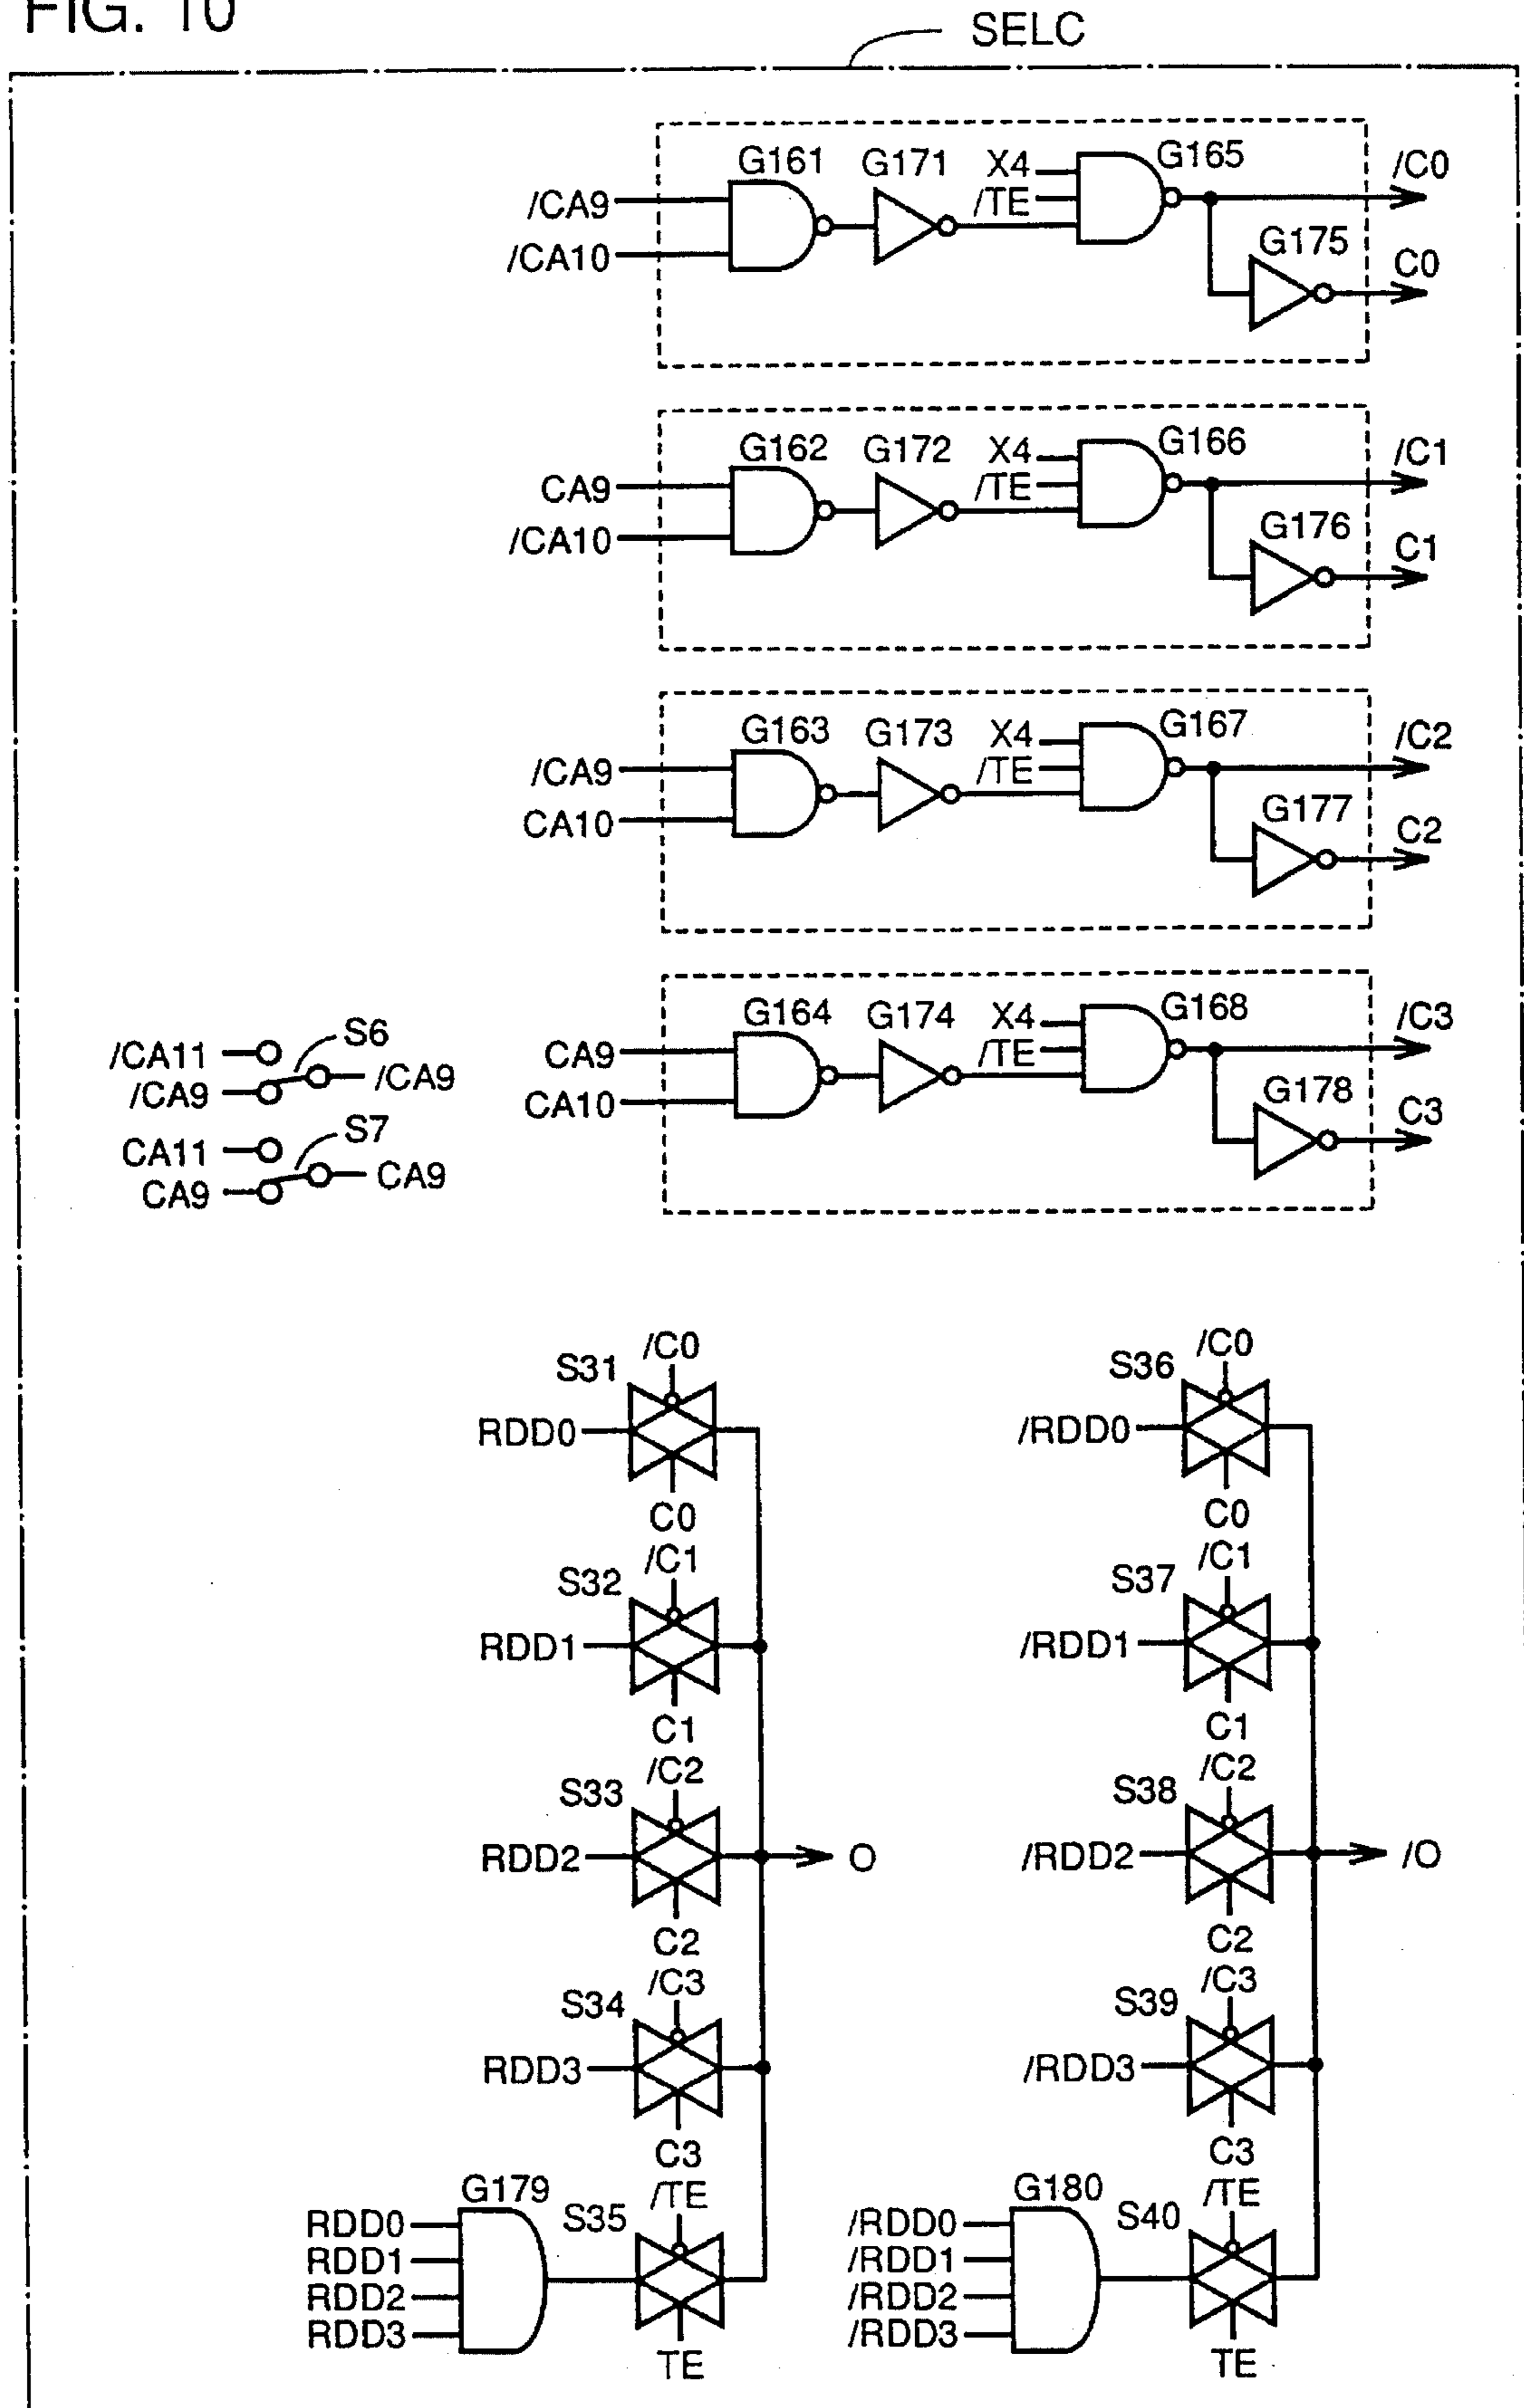 FIG. 10
SELC
G161 G171 X4 G165 /C0
/CA9 /TE
/CA10 G175 C0
G162 G172 X4 G166 /C1
CA9 /TE
/CA10 G176 C1
G163 G173 X4 G167 /C2
/CA9 /TE
CA10 G177 C2
G164 G174 X4 G168 /C3
CA9 /TE
CA10 G178 C3
/CA11 S6
/CA9 /CA9
CA11 S7
CA9 CA9
/C0 /C0
S31 S36
RDD0 /RDD0
C0 C0
/C1 /C1
S32 S37
RDD1 /RDD1
C1 C1
/C2 /C2
S33 S38
RDD2 O /RDD2 /O
C2 C2
/C3 /C3
S34 S39
RDD3 /RDD3
C3 C3
G179 /TE G180 /TE
S35 S40
RDD0 /RDD0
RDD1 /RDD1
RDD2 /RDD2
RDD3 /RDD3
TE TE